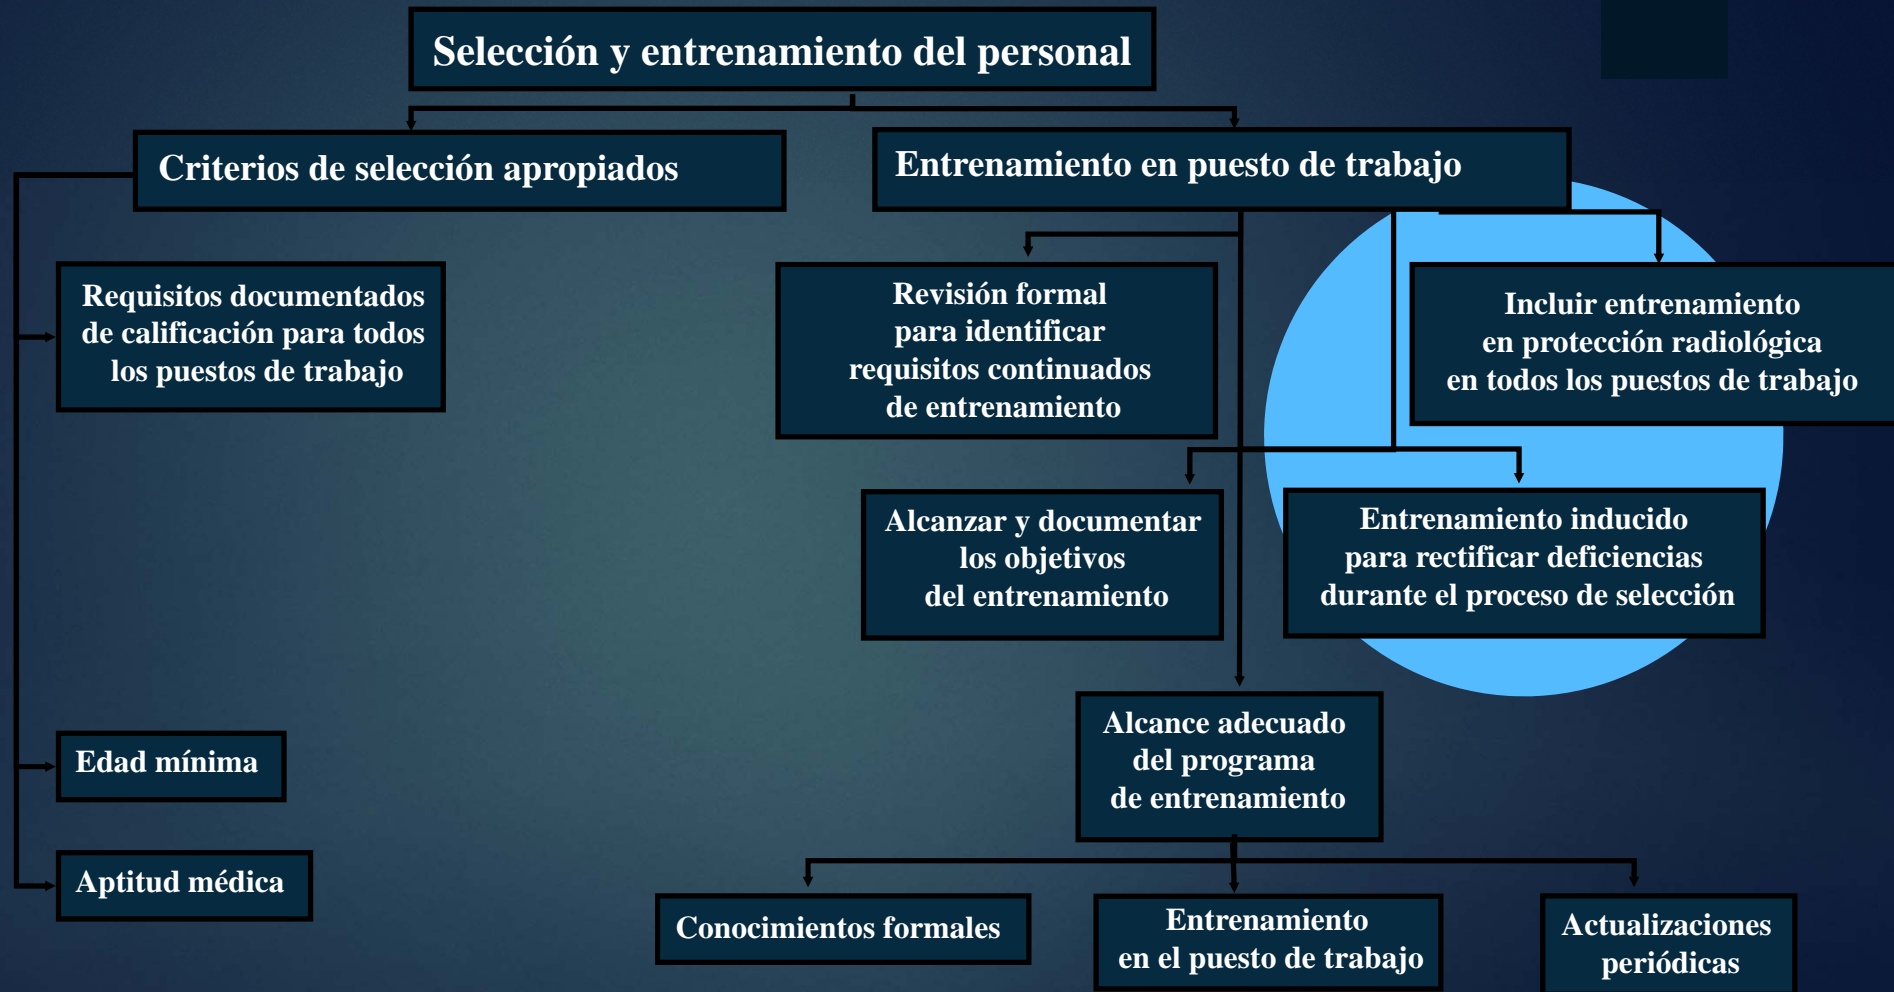 Selección y entrenamiento del personal
Criterios de selección apropiados
Entrenamiento en puesto de trabajo
Requisitos documentados
de calificación para todos
los puestos de trabajo
Revisión formal
para identificar
requisitos continuados
de entrenamiento
Incluir entrenamiento
en protección radiológica
en todos los puestos de trabajo
Alcanzar y documentar
los objetivos
del entrenamiento
Entrenamiento inducido
para rectificar deficiencias
durante el proceso de selección
Alcance adecuado
del programa
de entrenamiento
Edad mínima
Aptitud médica
Conocimientos formales
Entrenamiento
en el puesto de trabajo
Actualizaciones
periódicas